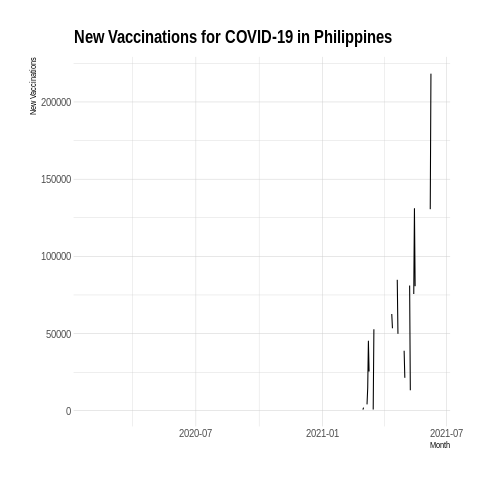 New Vaccinations for COVID-19 in Philippines
New Vaccinations
200000
150000
100000
50000
0
2020-07
2021-01
2021-07
Month